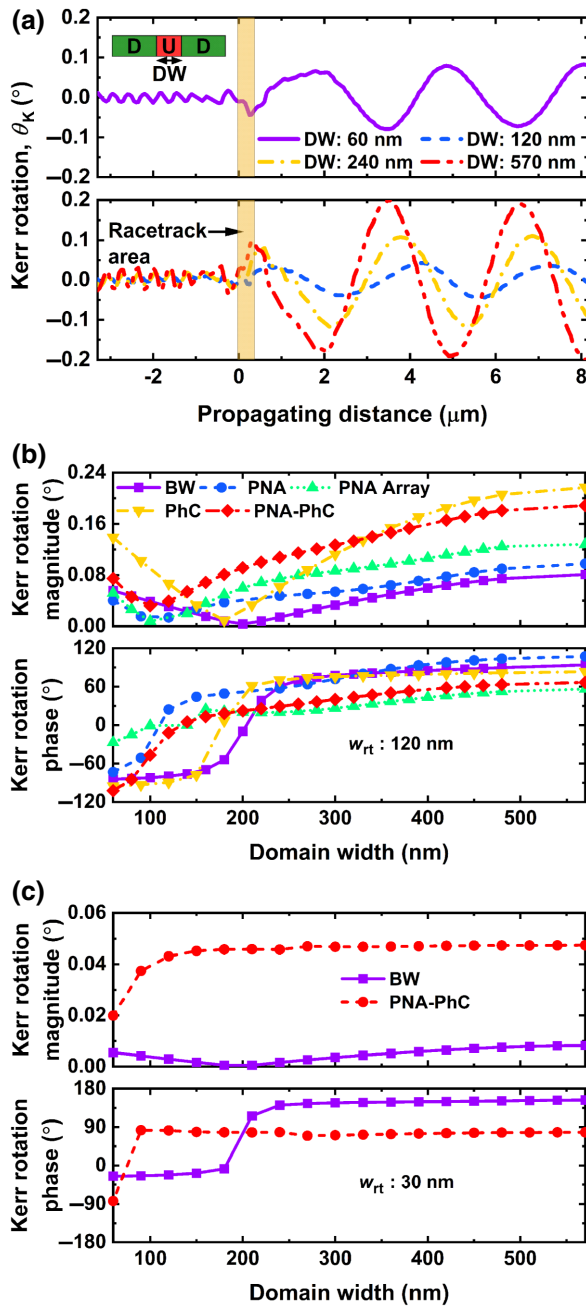 (a)
0.2
0.1
0.0
−0.1
−0.2
D U D
DW
DW: 60 nm DW: 120 nm
DW: 240 nm DW: 570 nm
Kerr rotation, θK (°)
0.2
0.1
0.0
−0.1
−0.2
Racetrack
area
−2 0 2 4 6 8
Propagating distance (μm)
(b)
Kerr rotation
magnitude (°)
0.24
0.16
0.08
0.00
BW PNA PNA Array
PhC PNA-PhC
Kerr rotation
phase (°)
120
60
0
−60
−120
wrt : 120 nm
100 200 300 400 500
Domain width (nm)
(c)
Kerr rotation
magnitude (°)
0.06
0.04
0.02
0.00
BW
PNA-PhC
Kerr rotation
phase (°)
180
90
0
−90
−180
wrt : 30 nm
100 200 300 400 500
Domain width (nm)